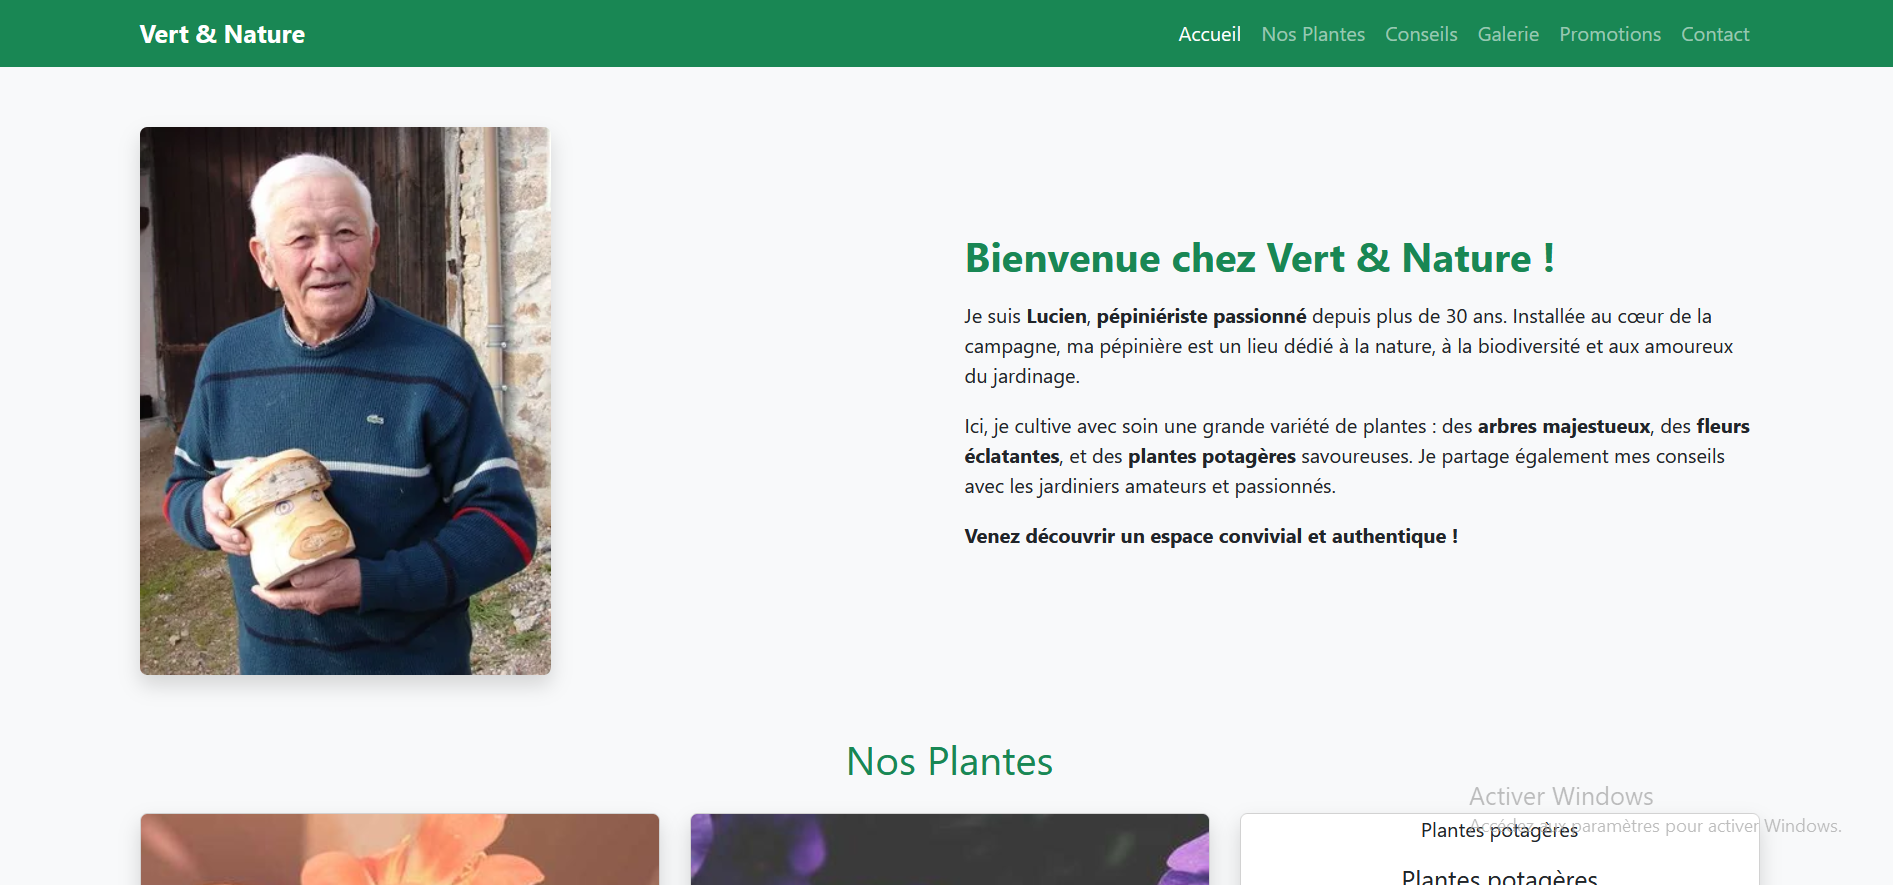 Vert & Nature
Accueil Nos Plantes Conseils Galerie Promotions Contact
Bienvenue chez Vert & Nature !
Je suis Lucien, pépiniériste passionné depuis plus de 30 ans. Installée au cœur de la
campagne, ma pépinière est un lieu dédié à la nature, à la biodiversité et aux amoureux
du jardinage.
Ici, je cultive avec soin une grande variété de plantes : des arbres majestueux, des fleurs
éclatantes, et des plantes potagères savoureuses. Je partage également mes conseils
avec les jardiniers amateurs et passionnés.
Venez découvrir un espace convivial et authentique !
Nos Plantes
Activer Windows
Accédez aux paramètres pour activer Windows.
Plantes potagères
Plantes potagères